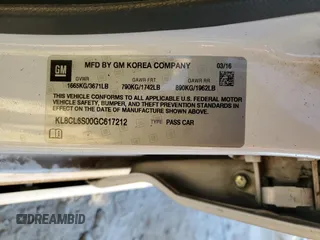 GM
MFD BY GM KOREA COMPANY 03/16
GVWR GAWR FRT GAWR RR
1665KG/3671LB 790KG/1742LB 890KG/1962LB
THIS VEHICLE CONFORMS TO ALL APPLICABLE U.S. FEDERAL MOTOR
VEHICLE SAFETY, BUMPER, AND THEFT PREVENTION STANDARDS
IN EFFECT ON THE DATE OF MANUFACTURE SHOWN ABOVE.
KL8CL6S00GC617212 TYPE: PASS CAR
DREAMBID